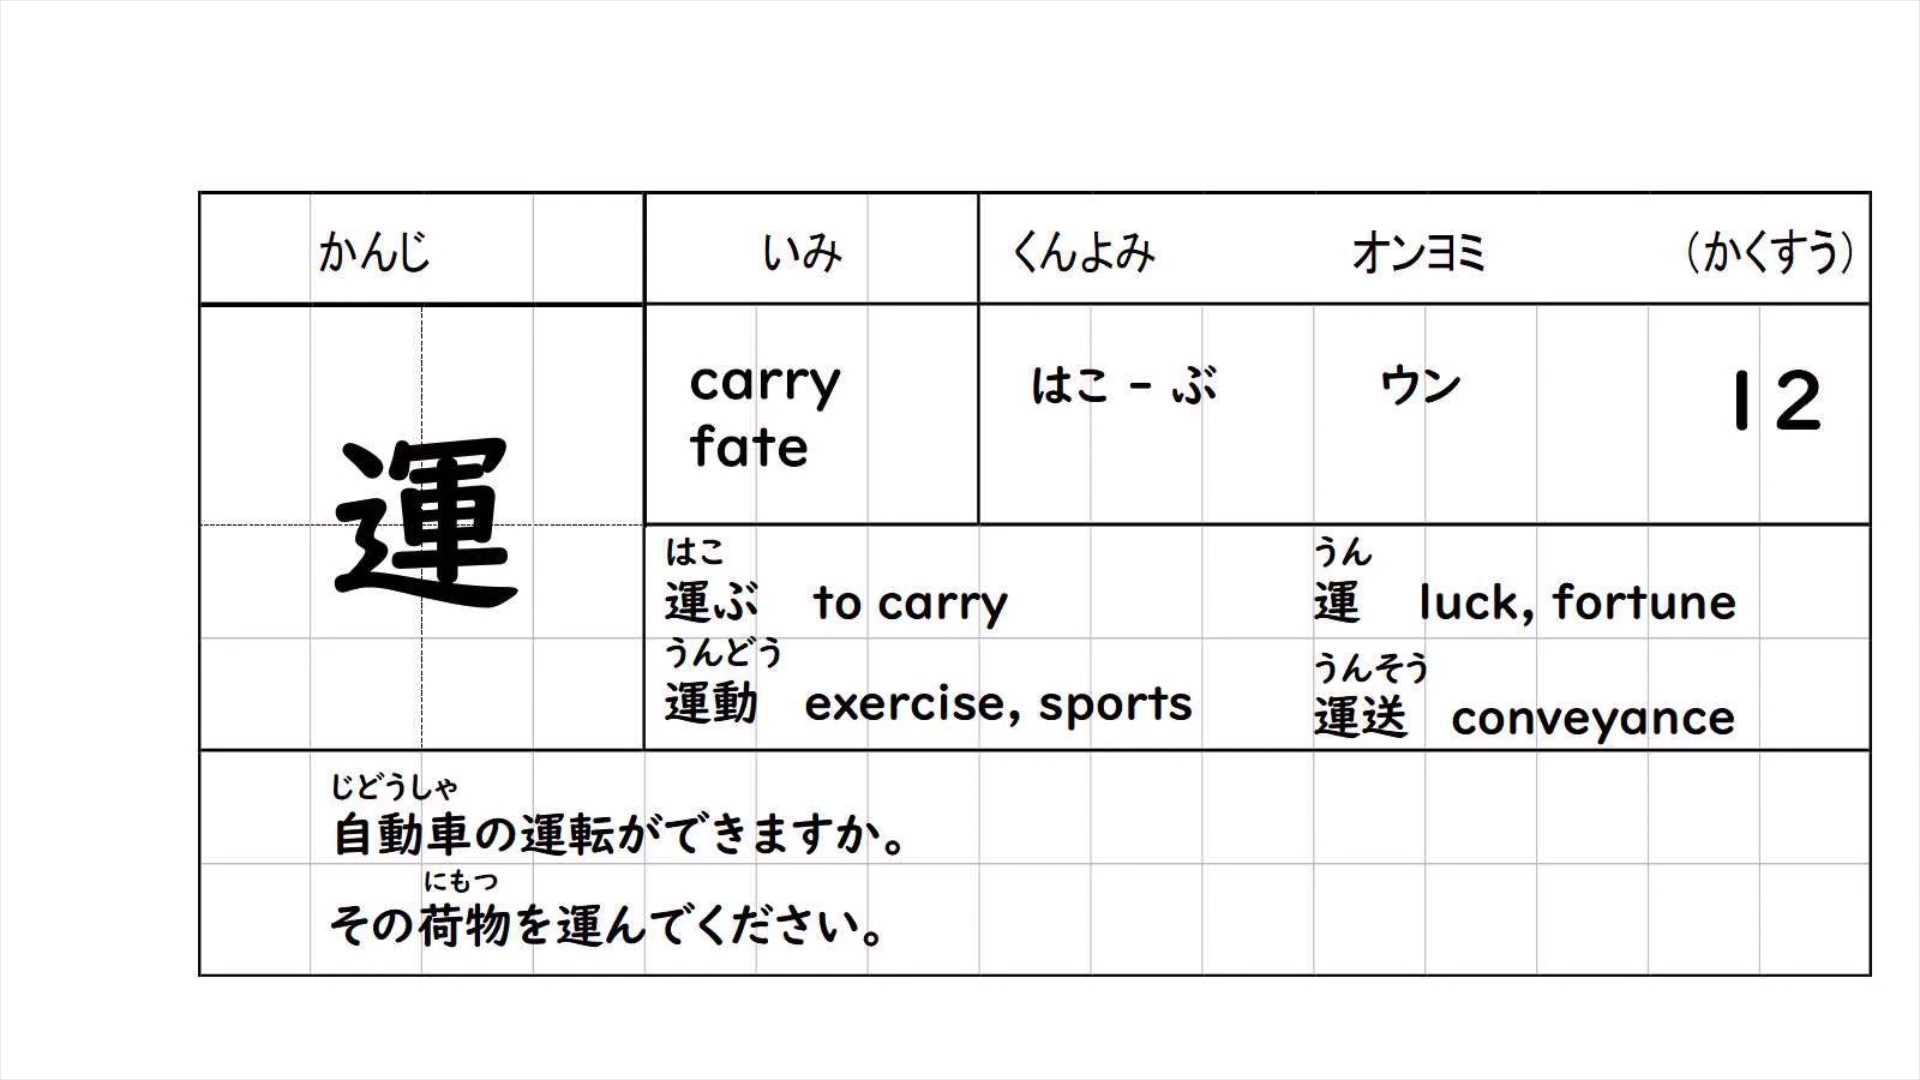 かんじ いみ くんよみ オンヨミ （かくすう）
運
carry
fate
はこ - ぶ ウン 12
はこ
運ぶ to carry
うん
運 luck, fortune
うんどう
運動 exercise, sports
うんそう
運送 conveyance
じどうしゃ
自動車の運転ができますか。
にもつ
その荷物を運んでください。